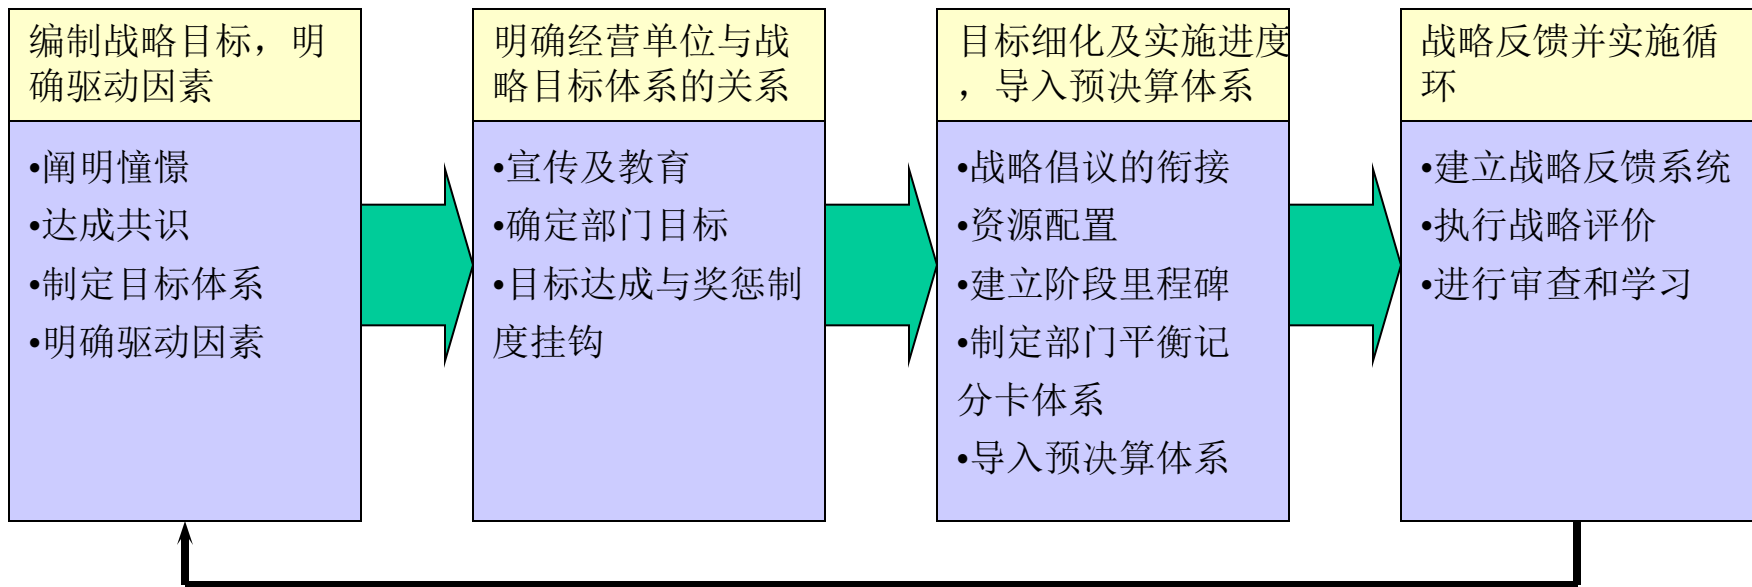 编制战略目标，明
确驱动因素
•阐明憧憬
•达成共识
•制定目标体系
•明确驱动因素
明确经营单位与战
略目标体系的关系
•宣传及教育
•确定部门目标
•目标达成与奖惩制
度挂钩
目标细化及实施进度
，导入预决算体系
•战略倡议的衔接
•资源配置
•建立阶段里程碑
•制定部门平衡记
分卡体系
•导入预决算体系
战略反馈并实施循
环
•建立战略反馈系统
•执行战略评价
•进行审查和学习